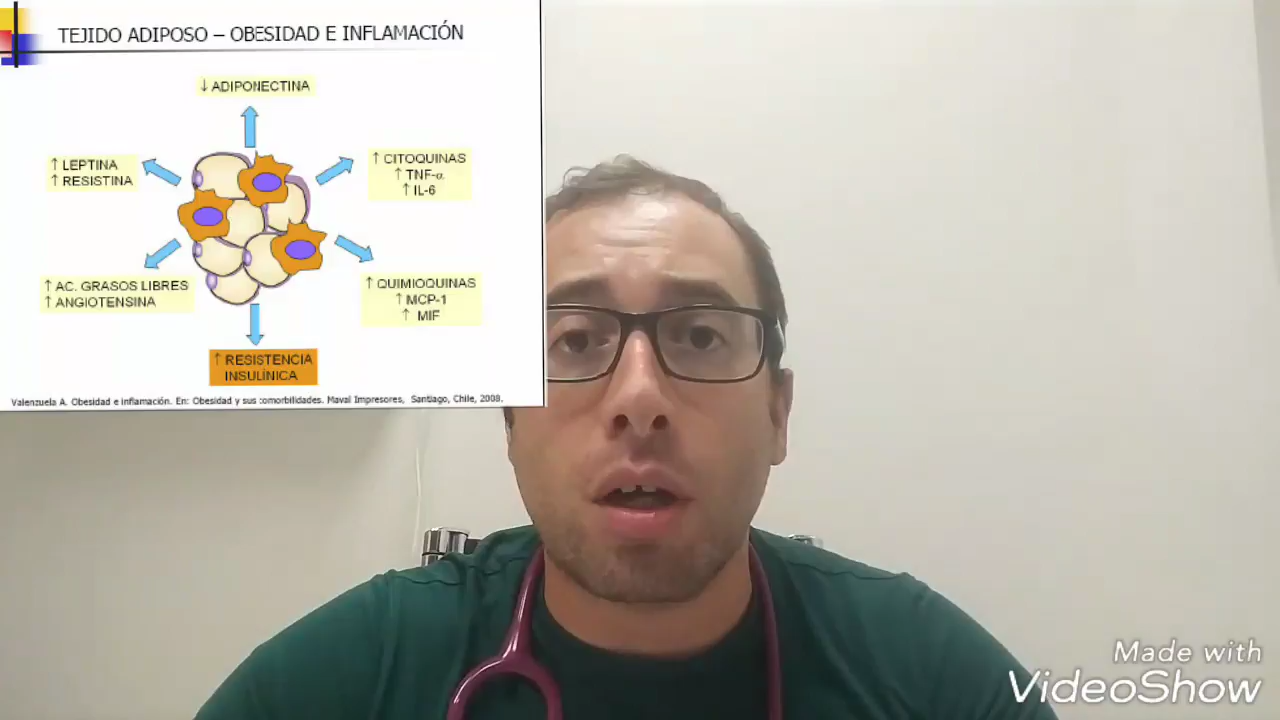 TEJIDO ADIPOSO – OBESIDAD E INFLAMACIÓN
↓ ADIPONECTINA
↑ LEPTINA
↑ RESISTINA
↑ CITOQUINAS
↑ TNF-α
↑ IL-6
↑ AC. GRASOS LIBRES
↑ ANGIOTENSINA
↑ QUIMIOQUINAS
↑ MCP-1
↑ MIF
↑ RESISTENCIA
INSULÍNICA
Valenzuela A. Obesidad e inflamación. En: Obesidad y sus comorbilidades. Maval Impresores, Santiago, Chile, 2008.
Made with
VideoShow